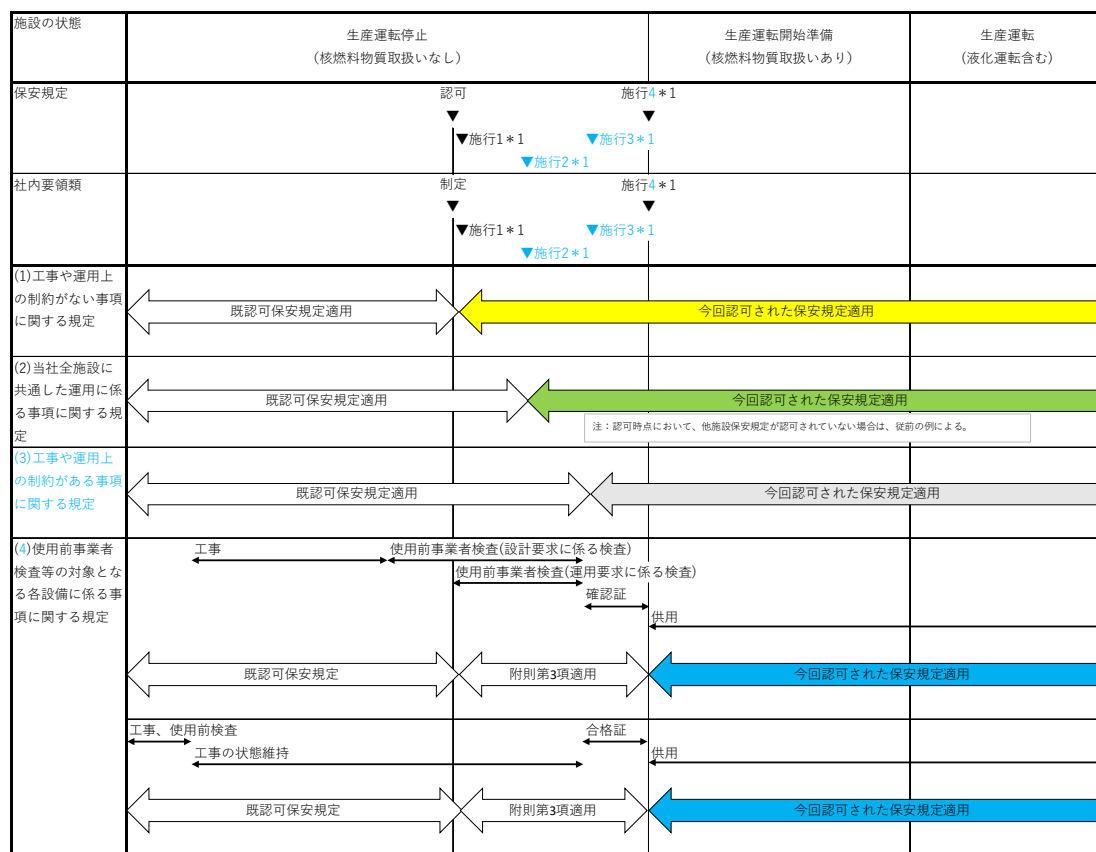 施設の状態
生産運転停止
(核燃料物質取扱いなし)
生産運転開始準備
(核燃料物質取扱いあり)
生産運転
(液化運転含む)
保安規定
認可
施行4＊1
▼
▼
▼施行1＊1
▼施行3＊1
▼施行2＊1
社内要領類
制定
施行4＊1
▼
▼
▼施行1＊1
▼施行3＊1
▼施行2＊1
(1)工事や運用上
の制約がない事項
に関する規定
既認可保安規定適用
今回認可された保安規定適用
(2)当社全施設に
共通した運用に係
る事項に関する規
定
既認可保安規定適用
今回認可された保安規定適用
注：認可時点において、他施設保安規定が認可されていない場合は、従前の例による。
(3)工事や運用上
の制約がある事項
に関する規定
既認可保安規定適用
今回認可された保安規定適用
(4)使用前事業者
検査等の対象とな
る各設備に係る事
項に関する規定
工事
使用前事業者検査(設計要求に係る検査)
使用前事業者検査(運用要求に係る検査)
確認証
供用
既認可保安規定
附則第3項適用
今回認可された保安規定適用
工事、使用前検査
合格証
工事の状態維持
供用
既認可保安規定
附則第3項適用
今回認可された保安規定適用